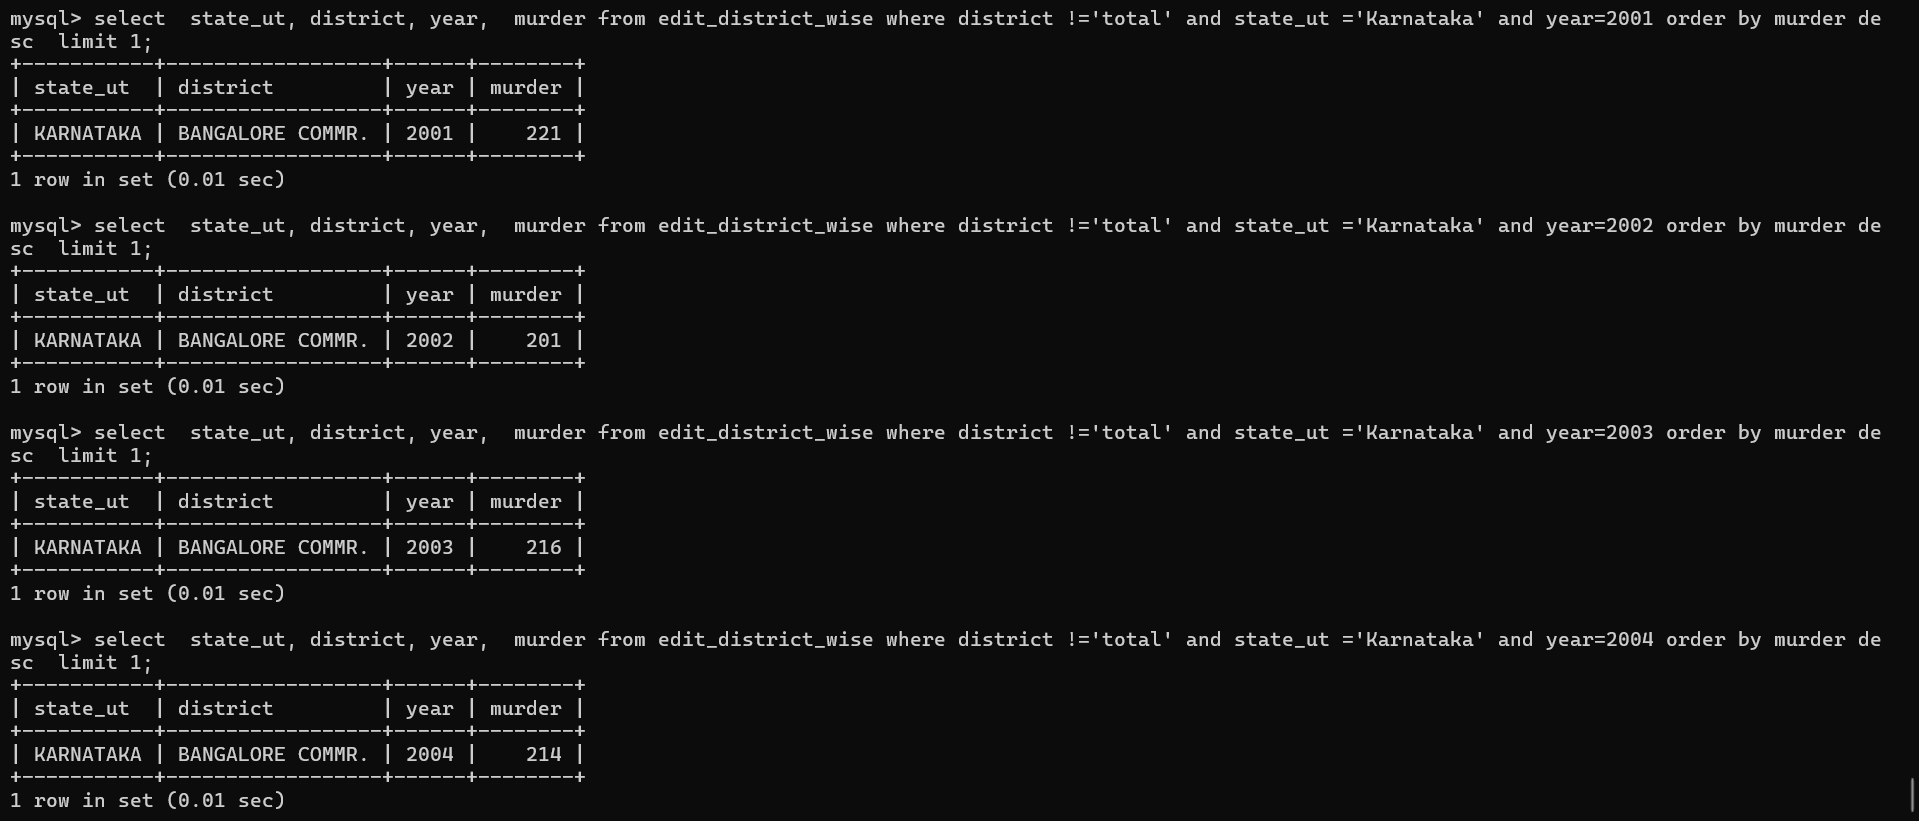 mysql> select  state_ut, district, year,  murder from edit_district_wise where district !='total' and state_ut ='Karnataka' and year=2001 order by murder de
sc  limit 1;
+-----------+------------------+------+--------+
| state_ut  | district         | year | murder |
+-----------+------------------+------+--------+
| KARNATAKA | BANGALORE COMMR. | 2001 |    221 |
+-----------+------------------+------+--------+
1 row in set (0.01 sec)

mysql> select  state_ut, district, year,  murder from edit_district_wise where district !='total' and state_ut ='Karnataka' and year=2002 order by murder de
sc  limit 1;
+-----------+------------------+------+--------+
| state_ut  | district         | year | murder |
+-----------+------------------+------+--------+
| KARNATAKA | BANGALORE COMMR. | 2002 |    201 |
+-----------+------------------+------+--------+
1 row in set (0.01 sec)

mysql> select  state_ut, district, year,  murder from edit_district_wise where district !='total' and state_ut ='Karnataka' and year=2003 order by murder de
sc  limit 1;
+-----------+------------------+------+--------+
| state_ut  | district         | year | murder |
+-----------+------------------+------+--------+
| KARNATAKA | BANGALORE COMMR. | 2003 |    216 |
+-----------+------------------+------+--------+
1 row in set (0.01 sec)

mysql> select  state_ut, district, year,  murder from edit_district_wise where district !='total' and state_ut ='Karnataka' and year=2004 order by murder de
sc  limit 1;
+-----------+------------------+------+--------+
| state_ut  | district         | year | murder |
+-----------+------------------+------+--------+
| KARNATAKA | BANGALORE COMMR. | 2004 |    214 |
+-----------+------------------+------+--------+
1 row in set (0.01 sec)